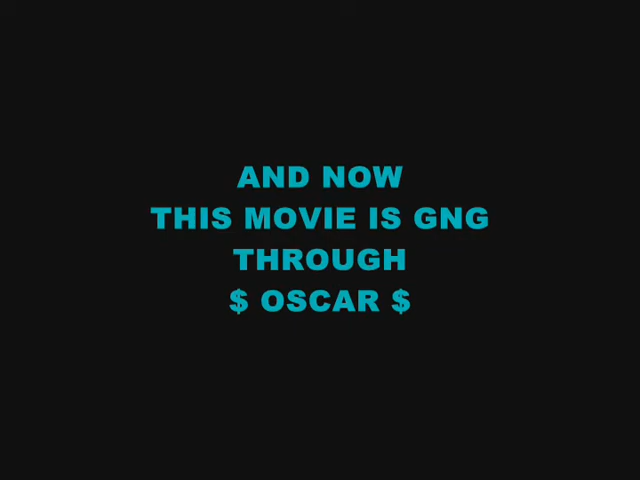 AND NOW
THIS MOVIE IS GNG
THROUGH
$ OSCAR $